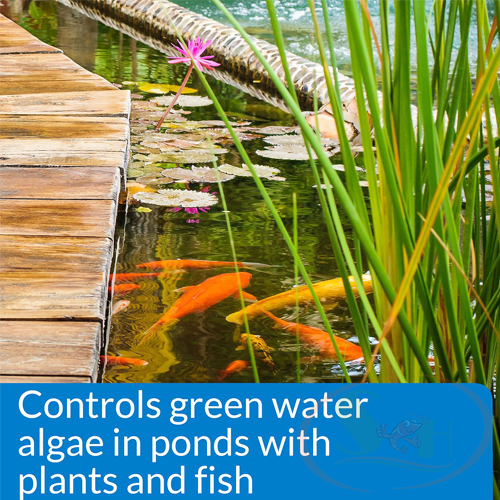 Controls green water
algae in ponds with
plants and fish